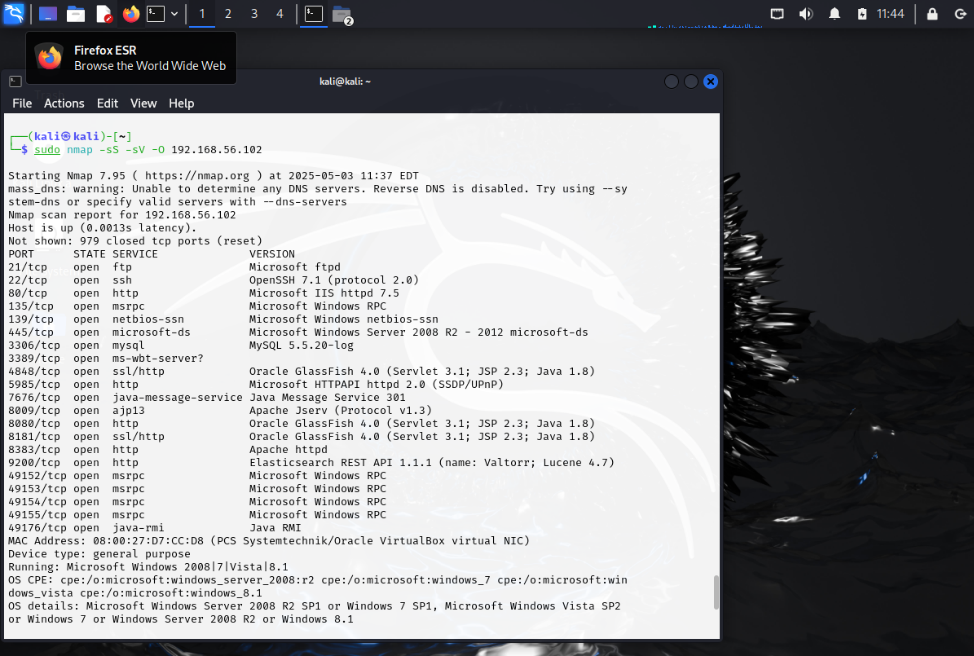 1 2 3 4
2
11:44
Firefox ESR
Browse the World Wide Web
kali@kali: ~
File Actions Edit View Help
┌──(kali㉿kali)-[~]
└─$ sudo nmap -sS -sV -O 192.168.56.102
Starting Nmap 7.95 ( https://nmap.org ) at 2025-05-03 11:37 EDT
mass_dns: warning: Unable to determine any DNS servers. Reverse DNS is disabled. Try using --sy
stem-dns or specify valid servers with --dns-servers
Nmap scan report for 192.168.56.102
Host is up (0.0013s latency).
Not shown: 979 closed tcp ports (reset)
PORT STATE SERVICE VERSION
21/tcp open ftp Microsoft ftpd
22/tcp open ssh OpenSSH 7.1 (protocol 2.0)
80/tcp open http Microsoft IIS httpd 7.5
135/tcp open msrpc Microsoft Windows RPC
139/tcp open netbios-ssn Microsoft Windows netbios-ssn
445/tcp open microsoft-ds Microsoft Windows Server 2008 R2 - 2012 microsoft-ds
3306/tcp open mysql MySQL 5.5.20-log
3389/tcp open ms-wbt-server?
4848/tcp open ssl/http Oracle GlassFish 4.0 (Servlet 3.1; JSP 2.3; Java 1.8)
5985/tcp open http Microsoft HTTPAPI httpd 2.0 (SSDP/UPnP)
7676/tcp open java-message-service Java Message Service 301
8009/tcp open ajp13 Apache Jserv (Protocol v1.3)
8080/tcp open http Oracle GlassFish 4.0 (Servlet 3.1; JSP 2.3; Java 1.8)
8181/tcp open ssl/http Oracle GlassFish 4.0 (Servlet 3.1; JSP 2.3; Java 1.8)
8383/tcp open http Apache httpd
9200/tcp open http Elasticsearch REST API 1.1.1 (name: Valtorr; Lucene 4.7)
49152/tcp open msrpc Microsoft Windows RPC
49153/tcp open msrpc Microsoft Windows RPC
49154/tcp open msrpc Microsoft Windows RPC
49155/tcp open msrpc Microsoft Windows RPC
49176/tcp open java-rmi Java RMI
MAC Address: 08:00:27:D7:CC:D8 (PCS Systemtechnik/Oracle VirtualBox virtual NIC)
Device type: general purpose
Running: Microsoft Windows 2008|7|Vista|8.1
OS CPE: cpe:/o:microsoft:windows_server_2008:r2 cpe:/o:microsoft:windows_7 cpe:/o:microsoft:win
dows_vista cpe:/o:microsoft:windows_8.1
OS details: Microsoft Windows Server 2008 R2 SP1 or Windows 7 SP1, Microsoft Windows Vista SP2
or Windows 7 or Windows Server 2008 R2 or Windows 8.1